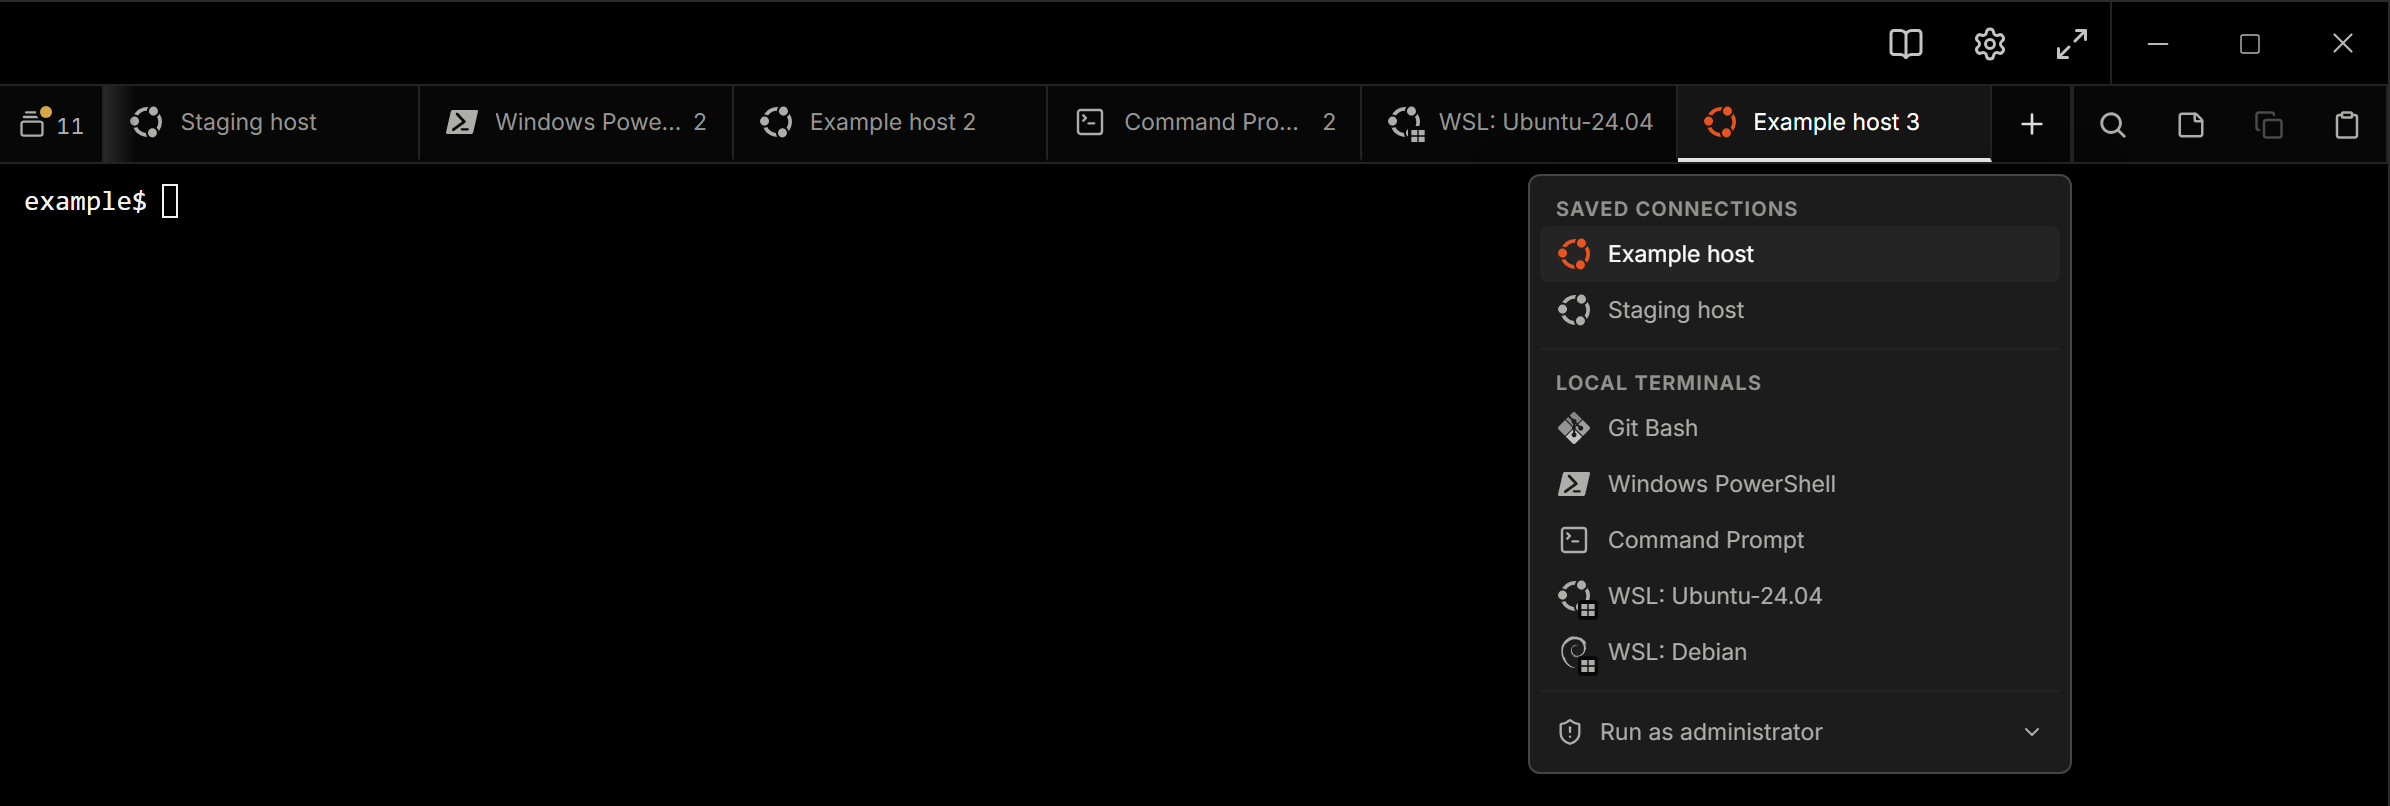 11 Staging host Windows Powe... 2 Example host 2 Command Pro... 2 WSL: Ubuntu-24.04 Example host 3
example$
SAVED CONNECTIONS
Example host
Staging host
LOCAL TERMINALS
Git Bash
Windows PowerShell
Command Prompt
WSL: Ubuntu-24.04
WSL: Debian
Run as administrator